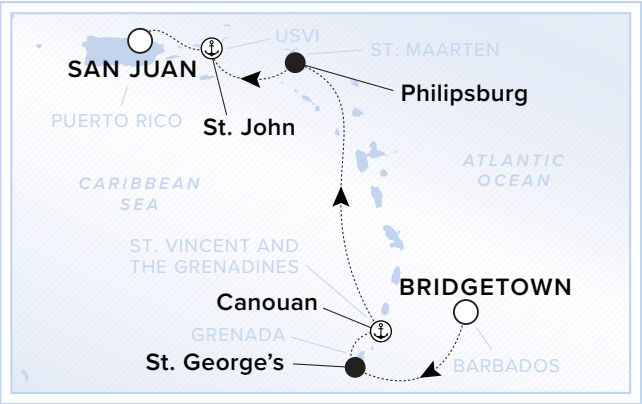 USVI
ST. MAARTEN
SAN JUAN
Philipsburg
PUERTO RICO
St. John
ATLANTIC
OCEAN
CARIBBEAN
SEA
ST. VINCENT AND
THE GRENADINES
BRIDGETOWN
Canouan
GRENADA
St. George’s
BARBADOS